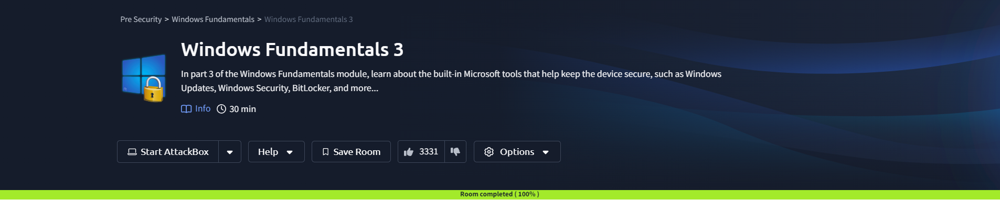 Pre Security > Windows Fundamentals > Windows Fundamentals 3
Windows Fundamentals 3
In part 3 of the Windows Fundamentals module, learn about the built-in Microsoft tools that help keep the device secure, such as Windows
Updates, Windows Security, BitLocker, and more...
Info 30 min
Start AttackBox Help Save Room 3331 Options
Room completed ( 100% )